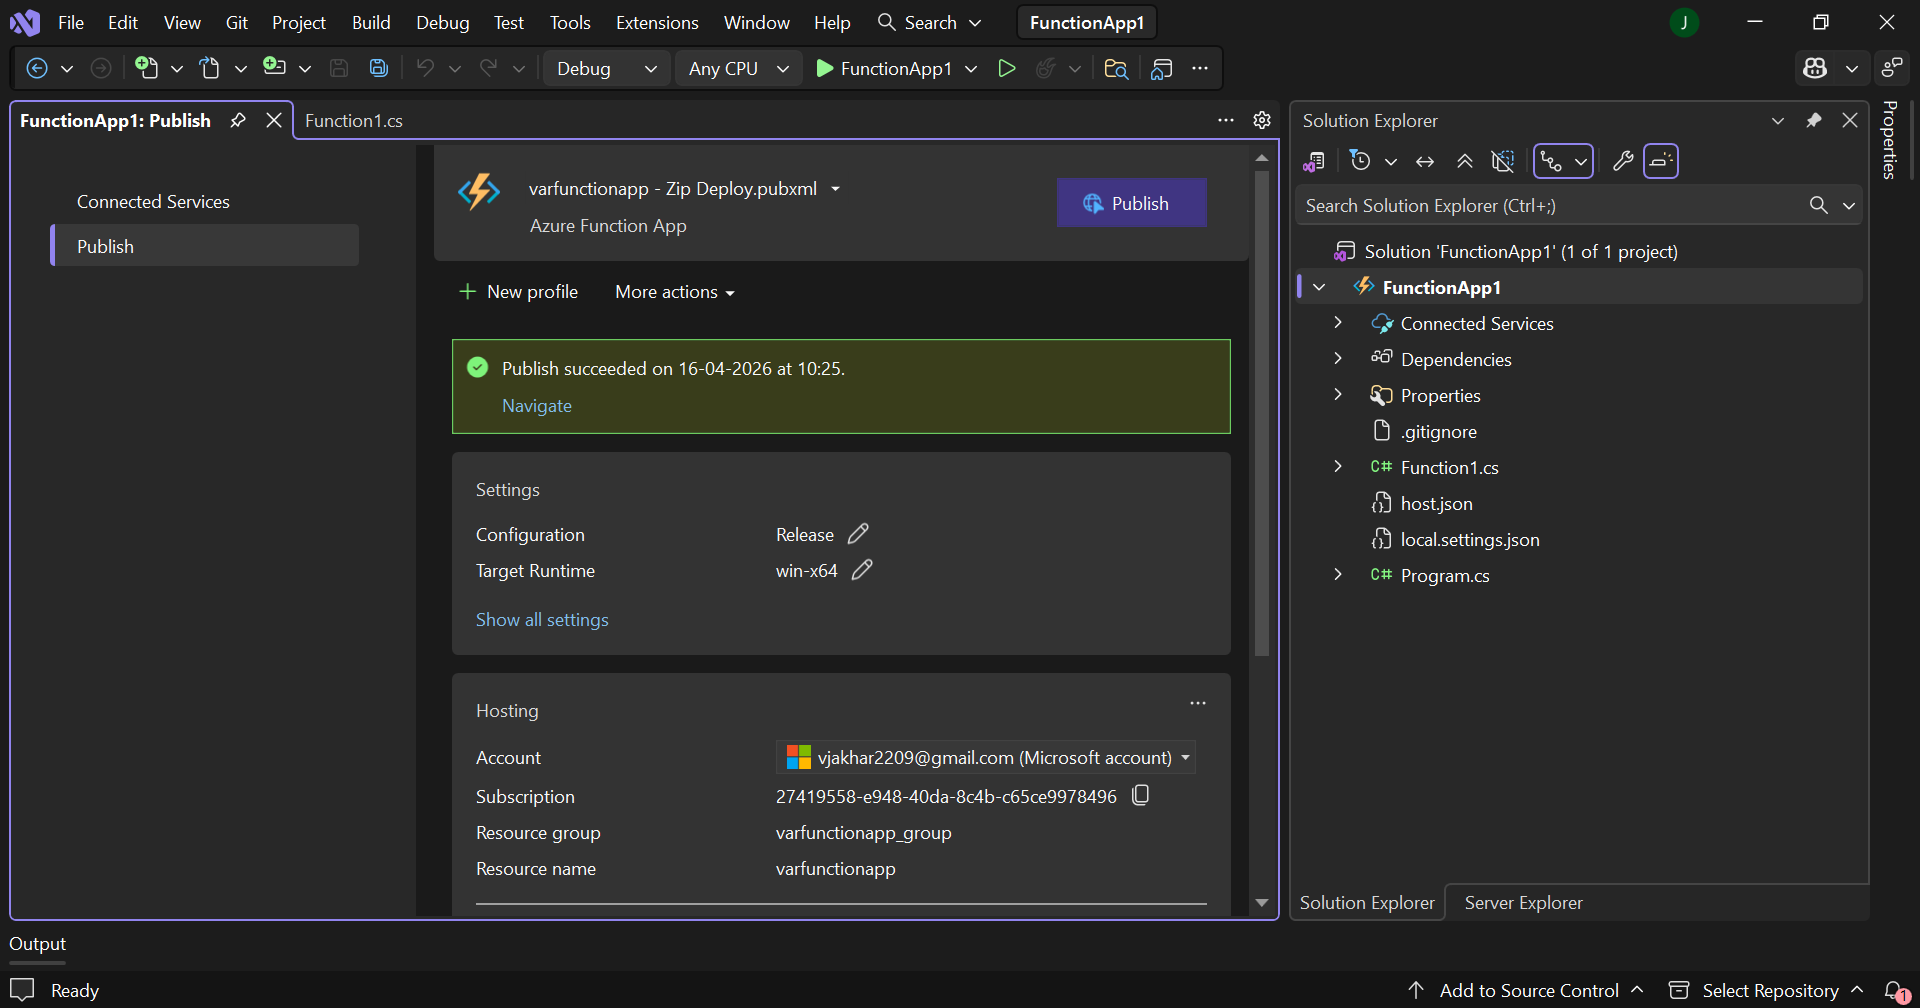 File Edit View Git Project Build Debug Test Tools Extensions Window Help Search FunctionApp1 J
Debug Any CPU FunctionApp1
FunctionApp1: Publish Function1.cs
Connected Services
Publish
varfunctionapp - Zip Deploy.pubxml
Azure Function App
Publish
New profile More actions
Publish succeeded on 16-04-2026 at 10:25.
Navigate
Settings
Configuration Release
Target Runtime win-x64
Show all settings
Hosting
Account vjakhar2209@gmail.com (Microsoft account)
Subscription 27419558-e948-40da-8c4b-c65ce9978496
Resource group varfunctionapp_group
Resource name varfunctionapp
Solution Explorer
Search Solution Explorer (Ctrl+;)
Solution 'FunctionApp1' (1 of 1 project)
FunctionApp1
Connected Services
Dependencies
Properties
.gitignore
C# Function1.cs
host.json
local.settings.json
C# Program.cs
Solution Explorer Server Explorer
Properties
Output
Ready Add to Source Control Select Repository 1